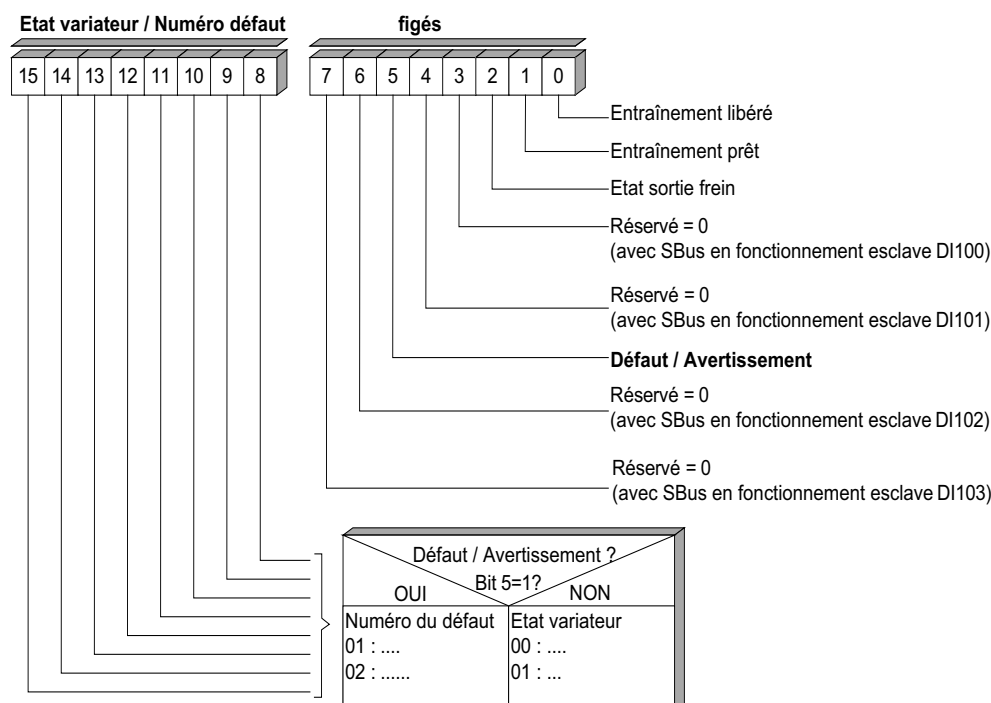 Etat variateur / Numéro défaut
figés
15 14 13 12 11 10 9 8
7 6 5 4 3 2 1 0
Entraînement libéré
Entraînement prêt
Etat sortie frein
Réservé = 0
(avec SBus en fonctionnement esclave DI100)
Réservé = 0
(avec SBus en fonctionnement esclave DI101)
Défaut / Avertissement
Réservé = 0
(avec SBus en fonctionnement esclave DI102)
Réservé = 0
(avec SBus en fonctionnement esclave DI103)
Défaut / Avertissement ?
Bit 5=1?
OUI
NON
Numéro du défaut
01 : ....
02 : ......
Etat variateur
00 : ....
01 : ...